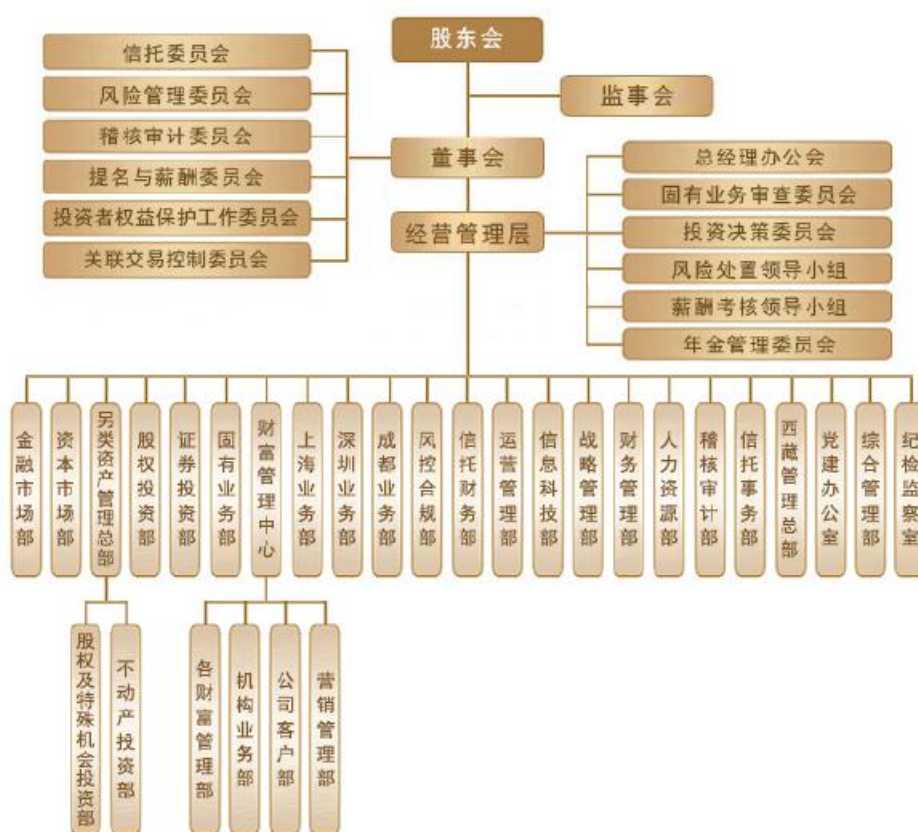 股东会
监事会
董事会
经营管理层
信托委员会
风险管理委员会
稽核审计委员会
提名与薪酬委员会
投资者权益保护工作委员会
关联交易控制委员会
总经理办公会
固有业务审查委员会
投资决策委员会
风险处置领导小组
薪酬考核领导小组
年金管理委员会
金融市场部
资本市场部
另类资产管理总部
股权投资部
证券投资部
固有业务部
财富管理中心
上海业务部
深圳业务部
成都业务部
风控合规部
信托财务部
运营管理部
信息科技部
战略管理部
财务管理部
人力资源部
稽核审计部
信托事务部
西藏管理总部
党建办公室
综合管理部
纪检监察室
股权及特殊机会投资部
不动产投资部
各财富管理部
机构业务部
公司客户部
营销管理部